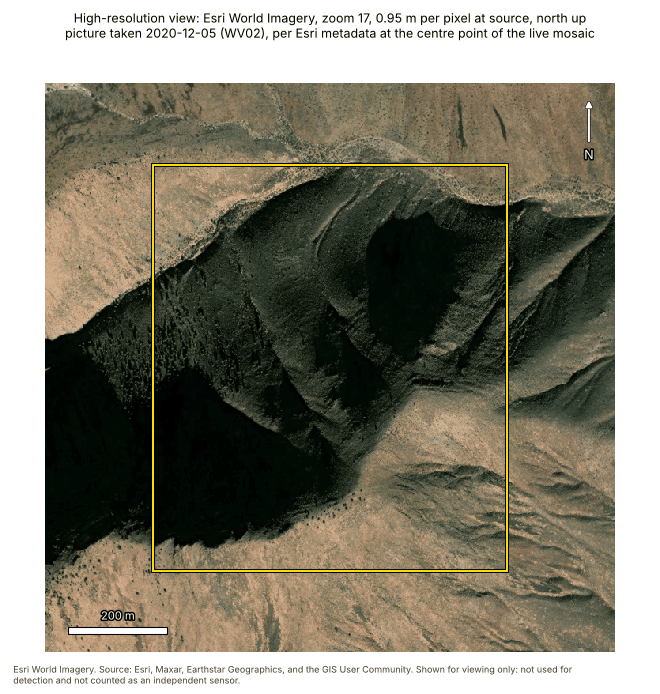 High-resolution view: Esri World Imagery, zoom 17, 0.95 m per pixel at source, north up
picture taken 2020-12-05 (WV02), per Esri metadata at the centre point of the live mosaic
N
200 m
Esri World Imagery. Source: Esri, Maxar, Earthstar Geographics, and the GIS User Community. Shown for viewing only: not used for
detection and not counted as an independent sensor.